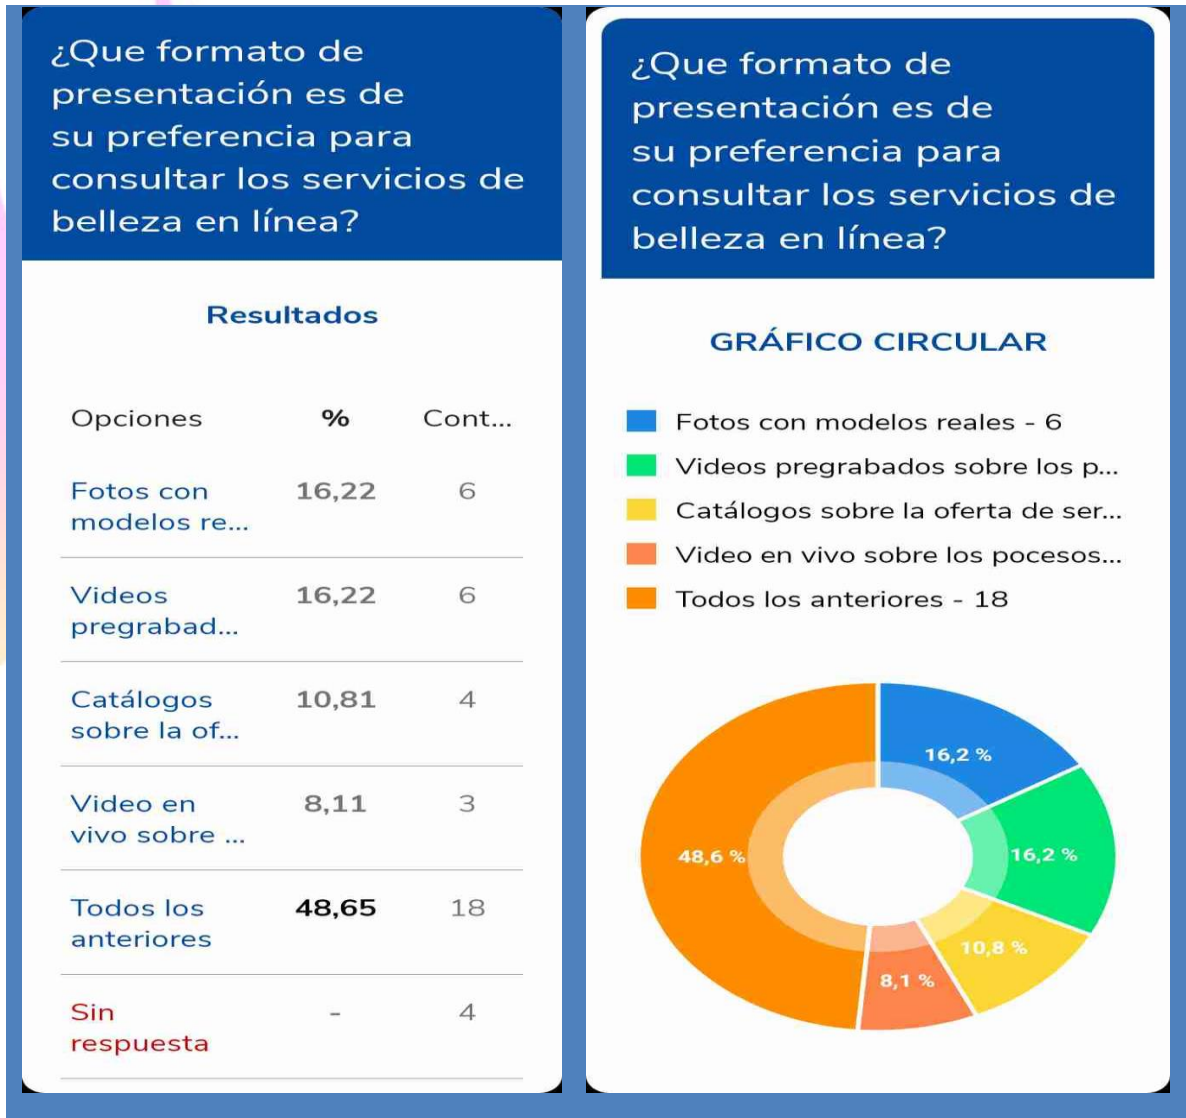 ¿Que formato de
presentación es de
su preferencia para
consultar los servicios de
belleza en línea?
Resultados
Opciones % Cont...
Fotos con
modelos re... 16,22 6
Videos
pregrabad... 16,22 6
Catálogos
sobre la of... 10,81 4
Video en
vivo sobre ... 8,11 3
Todos los
anteriores 48,65 18
Sin
respuesta - 4
¿Que formato de
presentación es de
su preferencia para
consultar los servicios de
belleza en línea?
GRÁFICO CIRCULAR
Fotos con modelos reales - 6
Videos pregrabados sobre los p...
Catálogos sobre la oferta de ser...
Video en vivo sobre los pocesos...
Todos los anteriores - 18
16,2 %
48,6 %
16,2 %
10,8 %
8,1 %